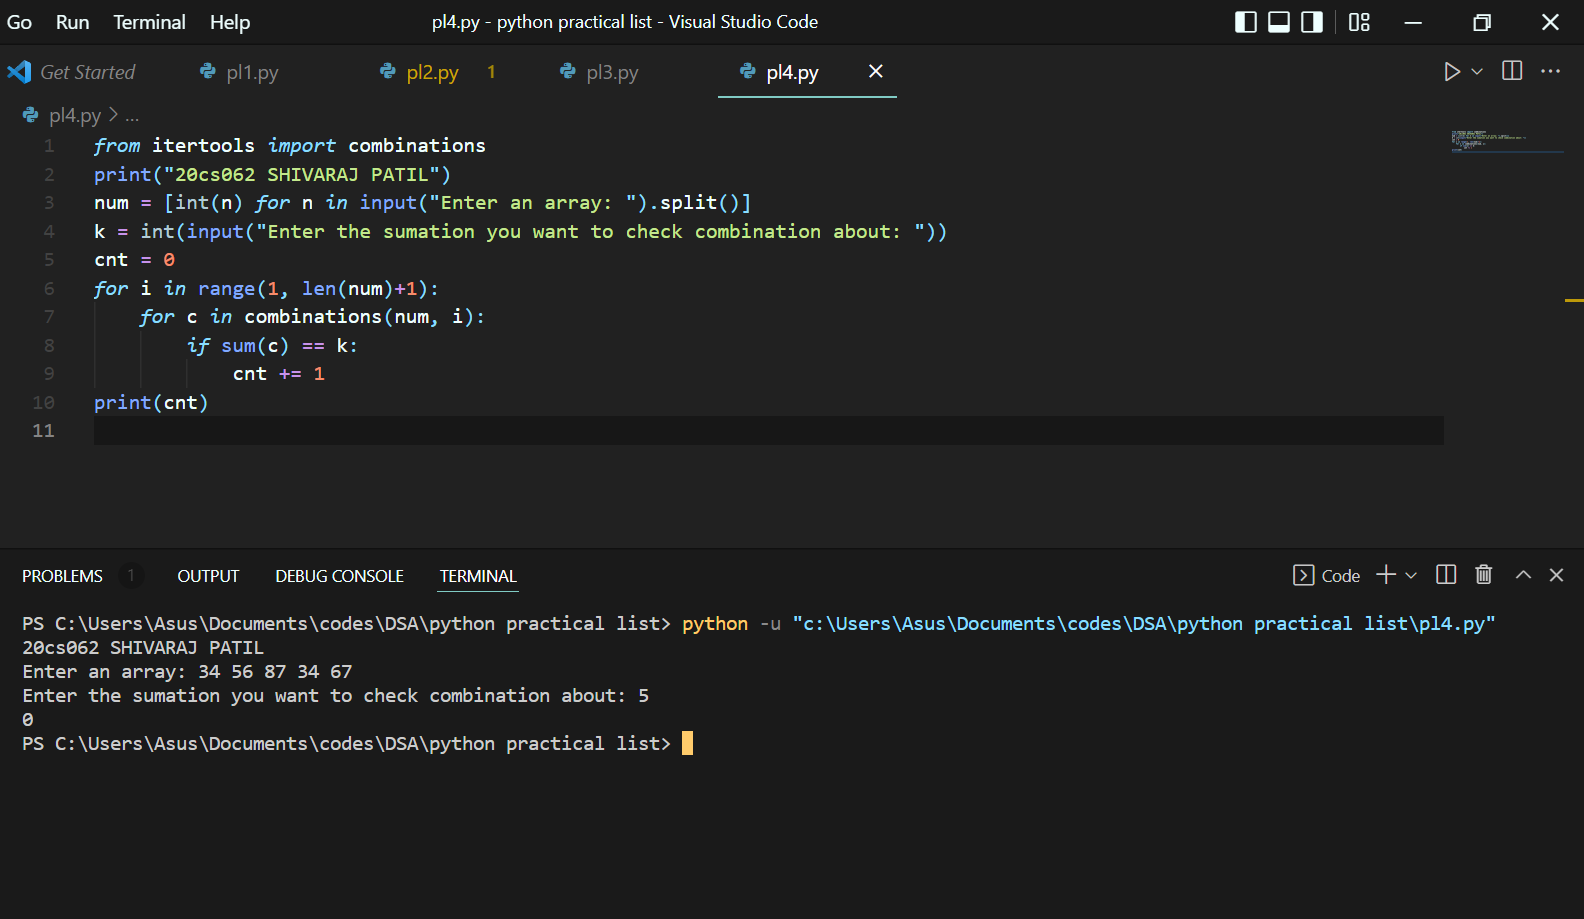 Go Run Terminal Help pl4.py - python practical list - Visual Studio Code
Get Started pl1.py pl2.py 1 pl3.py pl4.py
pl4.py > ...
1 from itertools import combinations
2 print("20cs062 SHIVARAJ PATIL")
3 num = [int(n) for n in input("Enter an array: ").split()]
4 k = int(input("Enter the sumation you want to check combination about: "))
5 cnt = 0
6 for i in range(1, len(num)+1):
7     for c in combinations(num, i):
8         if sum(c) == k:
9             cnt += 1
10 print(cnt)
11
PROBLEMS 1 OUTPUT DEBUG CONSOLE TERMINAL Code
PS C:\Users\Asus\Documents\codes\DSA\python practical list> python -u "c:\Users\Asus\Documents\codes\DSA\python practical list\pl4.py"
20cs062 SHIVARAJ PATIL
Enter an array: 34 56 87 34 67
Enter the sumation you want to check combination about: 5
0
PS C:\Users\Asus\Documents\codes\DSA\python practical list>